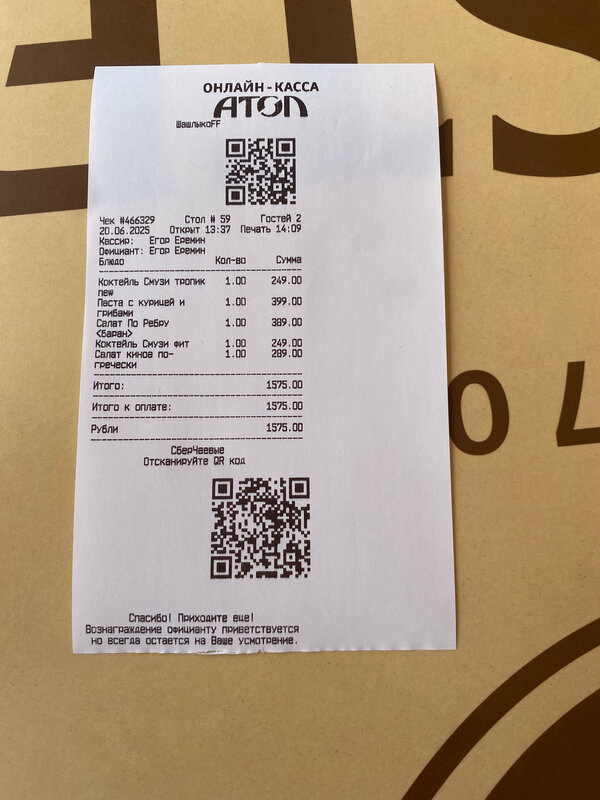 ОНЛАЙН-КАССА
АТОЛ
ШашлыкоFF
Чек #466329 Стол # 59 Гостей 2
20.06.2025 Открыт 13:37 Печать 14:09
Кассир: Егор Еремин
Официант: Егор Еремин
Блюдо Кол-во Сумма
Коктейль Смузи тропик 1.00 249.00
new
Паста с курицей и 1.00 399.00
грибами
Салат По Ребру 1.00 389.00
<баран>
Коктейль Смузи фит 1.00 249.00
Салат киноа по- 1.00 289.00
гречески
Итого: 1575.00
Итого к оплате: 1575.00
Рубли 1575.00
СберЧаевые
Отсканируйте QR код
Спасибо! Приходите еще!
Вознаграждение официанту приветствуется
но всегда остается на Ваше усмотрение.